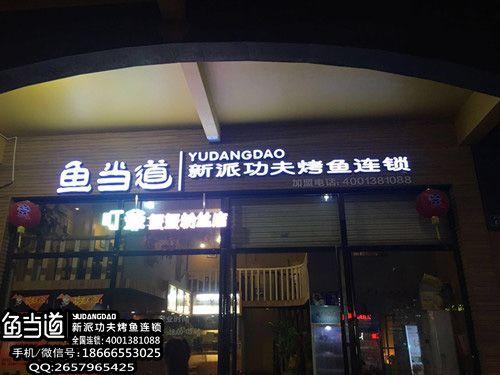 鱼当道
YUDANGDAO
新派功夫烤鱼连锁
加盟电话:4001381088
鱼当道
YUDANGDAO
新派功夫烤鱼连锁
全国连锁:4001381088
手机/微信号:18666553025
QQ:2657965425